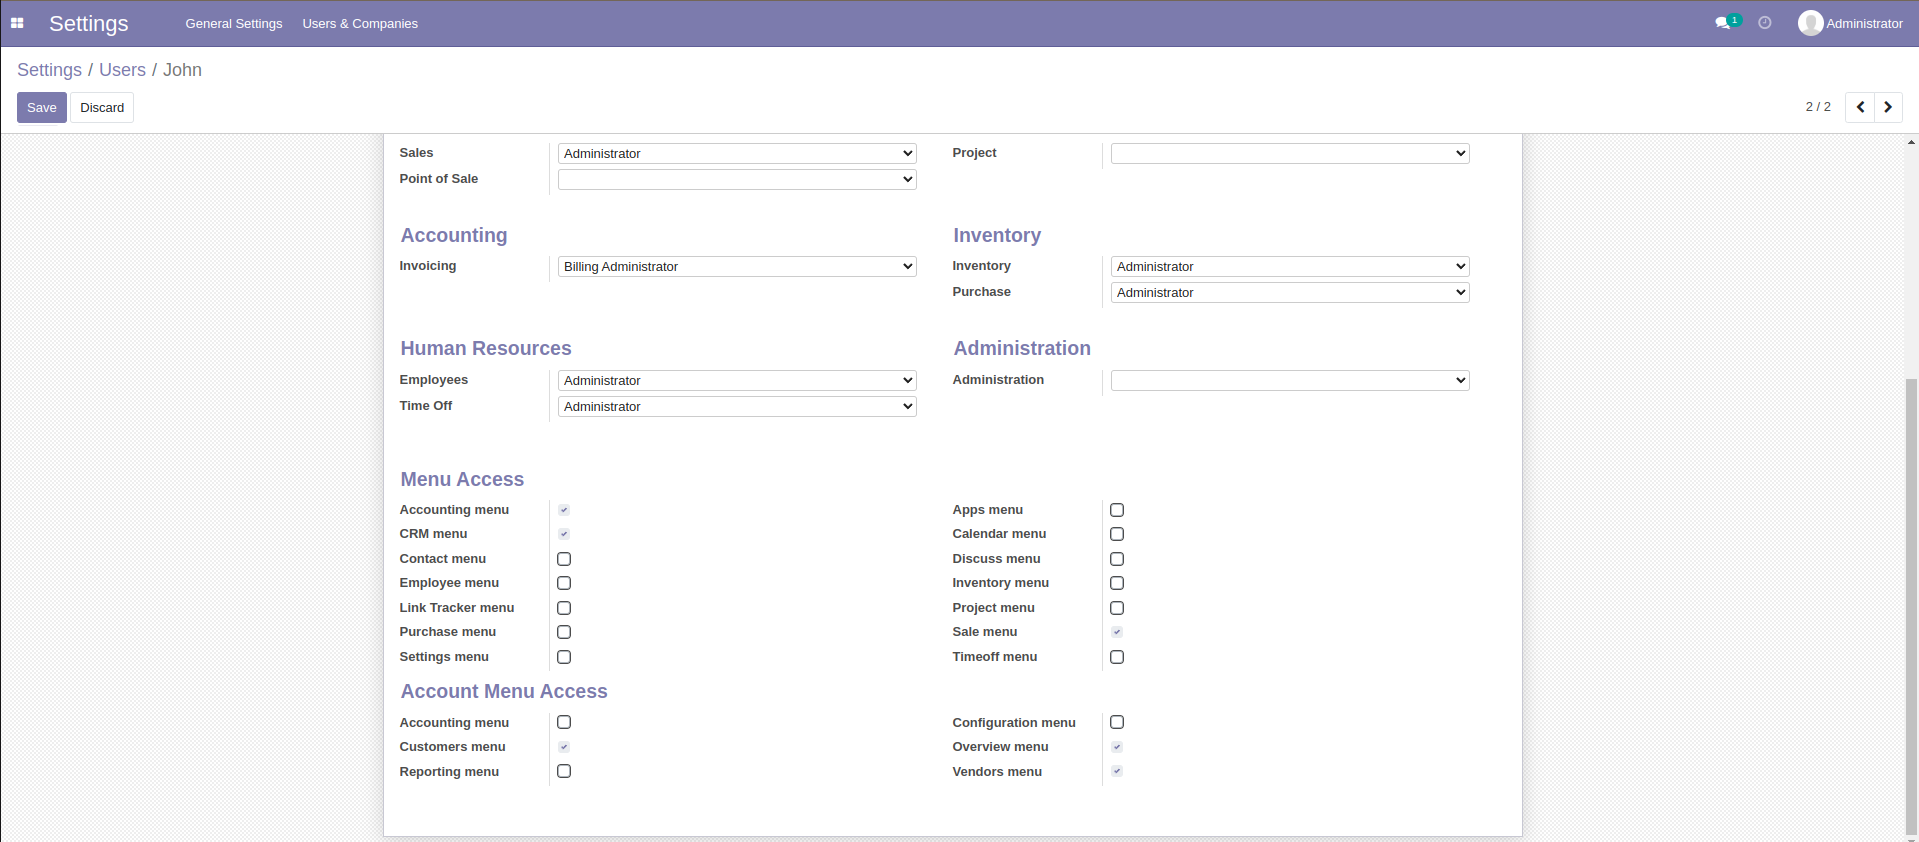 Settings General Settings Users & Companies 1 Administrator
Settings / Users / John
Save Discard 2 / 2
Sales Administrator Project
Point of Sale
Accounting Inventory
Invoicing Billing Administrator Inventory Administrator
Purchase Administrator
Human Resources Administration
Employees Administrator Administration
Time Off Administrator
Menu Access
Accounting menu Apps menu
CRM menu Calendar menu
Contact menu Discuss menu
Employee menu Inventory menu
Link Tracker menu Project menu
Purchase menu Sale menu
Settings menu Timeoff menu
Account Menu Access
Accounting menu Configuration menu
Customers menu Overview menu
Reporting menu Vendors menu